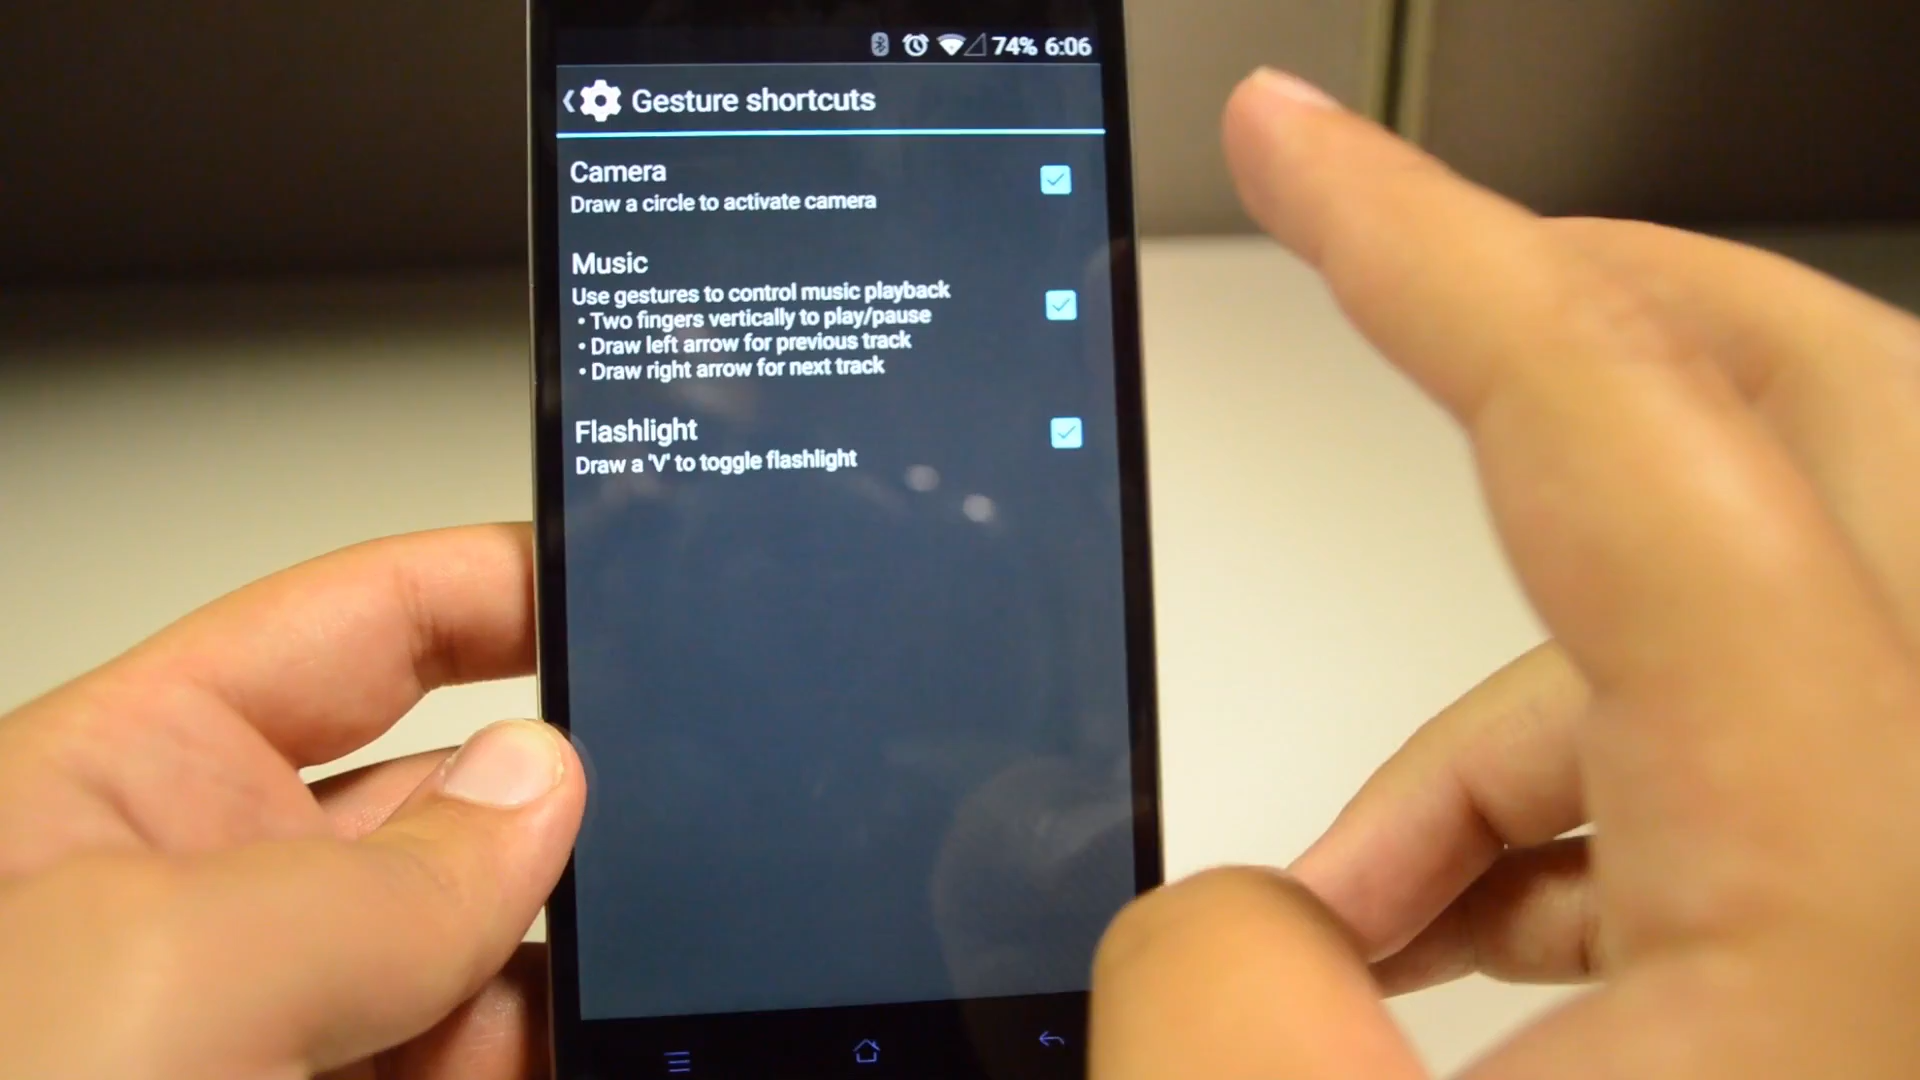 74% 6:06
Gesture shortcuts
Camera
Draw a circle to activate camera
Music
Use gestures to control music playback
• Two fingers vertically to play/pause
• Draw left arrow for previous track
• Draw right arrow for next track
Flashlight
Draw a 'V' to toggle flashlight